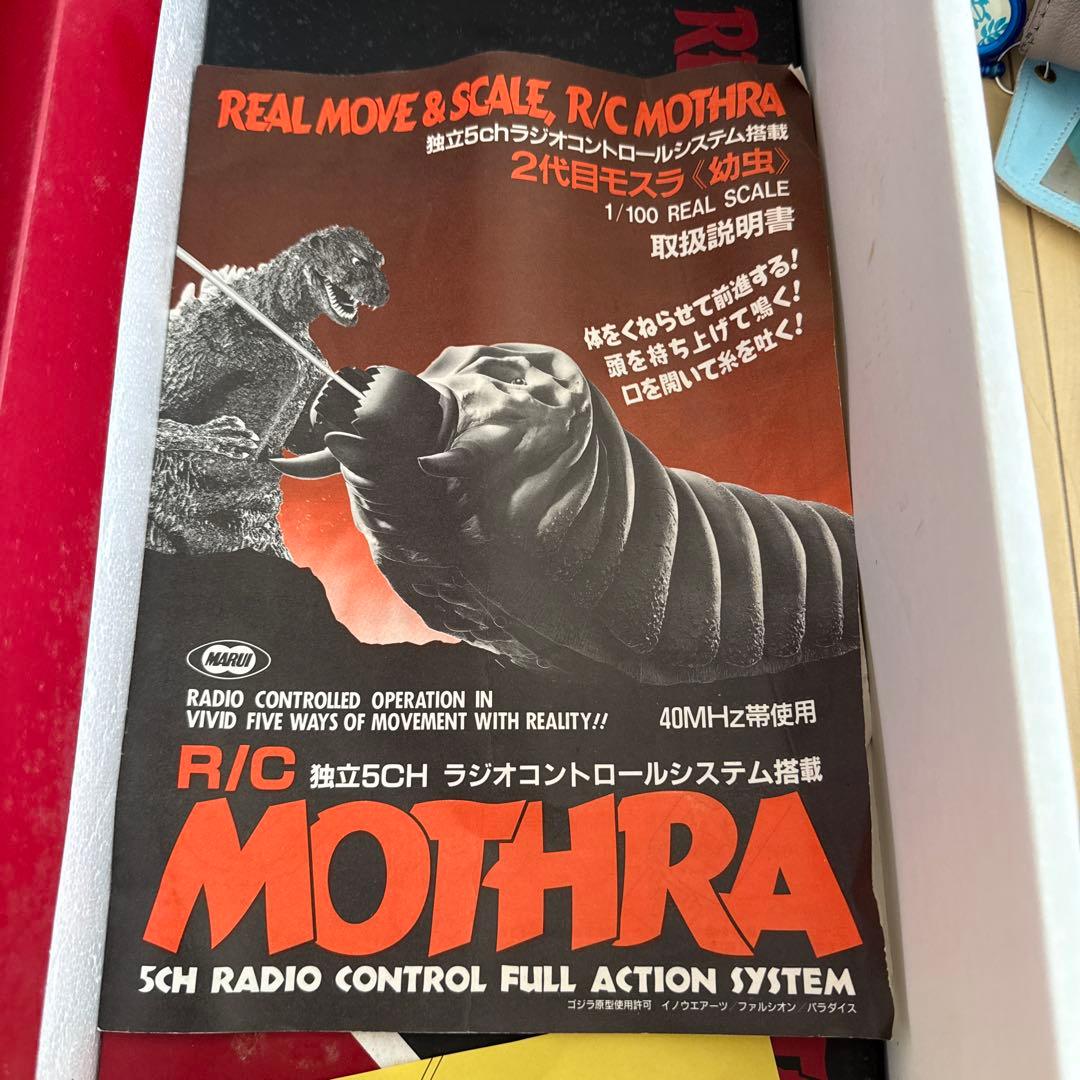 REAL MOVE & SCALE, R/C MOTHRA
独立5chラジオコントロールシステム搭載
2代目モスラ《幼虫》
1/100 REAL SCALE
取扱説明書
体をくねらせて前進する!
頭を持ち上げて鳴く!
口を開いて糸を吐く!
MARUI
RADIO CONTROLLED OPERATION IN
VIVID FIVE WAYS OF MOVEMENT WITH REALITY!!
40MHz帯使用
R/C 独立5CH ラジオコントロールシステム搭載
MOTHRA
5CH RADIO CONTROL FULL ACTION SYSTEM
ゴジラ原型使用許可 イノウエアーツ/ファルシオン/パラダイス